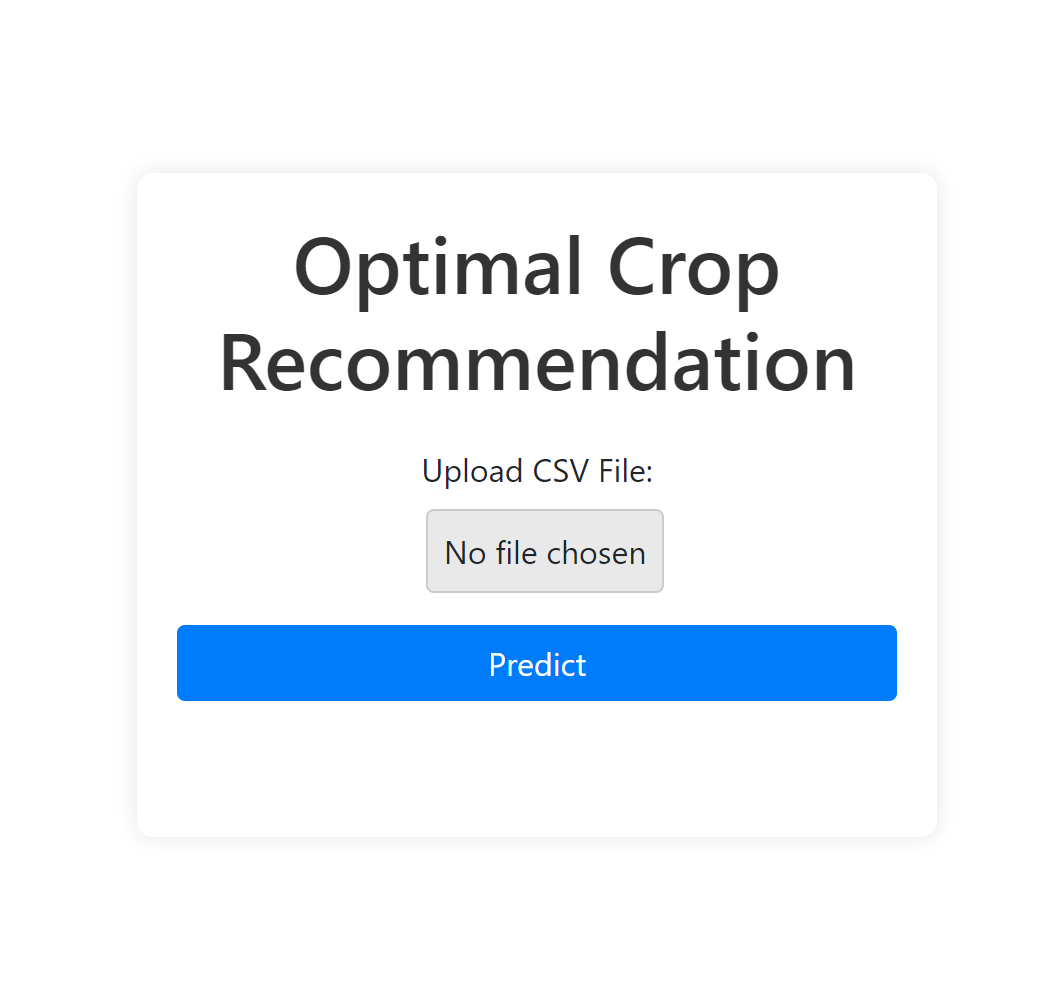 Optimal Crop
Recommendation
Upload CSV File:
No file chosen
Predict